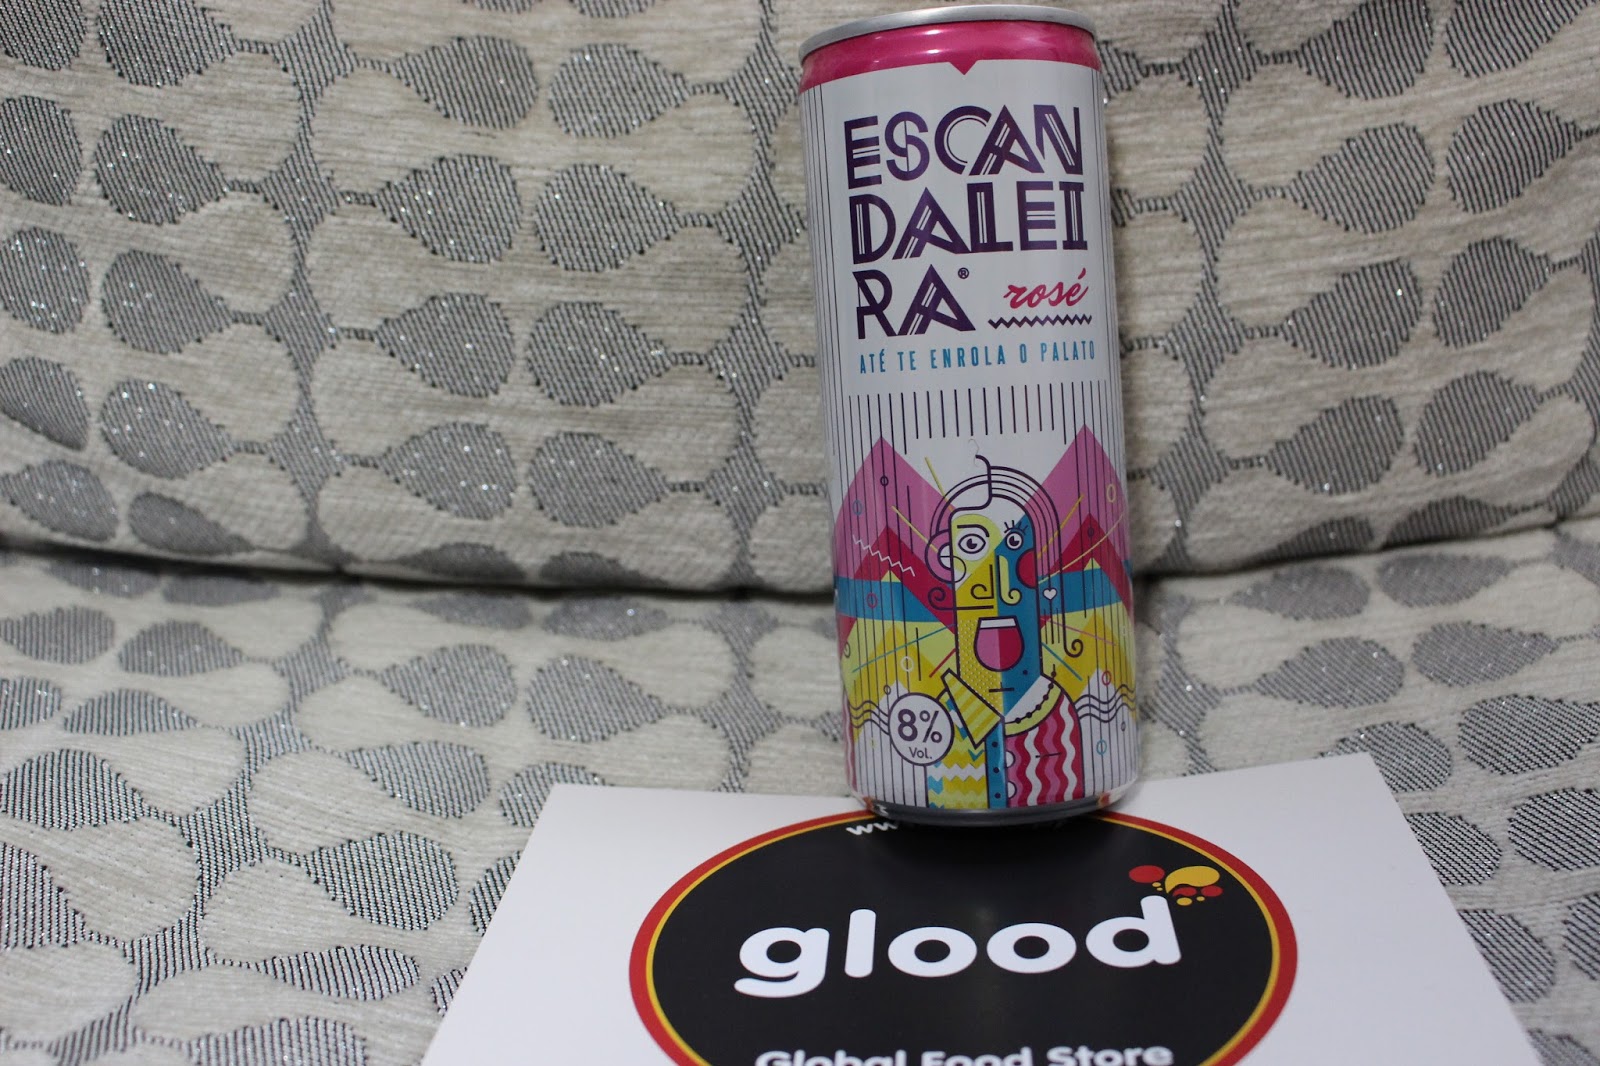 ESCAN
DALEI
RA®
rosé
ATÉ TE ENROLA O PALATO
8%
Vol.
glood
Global Food Store